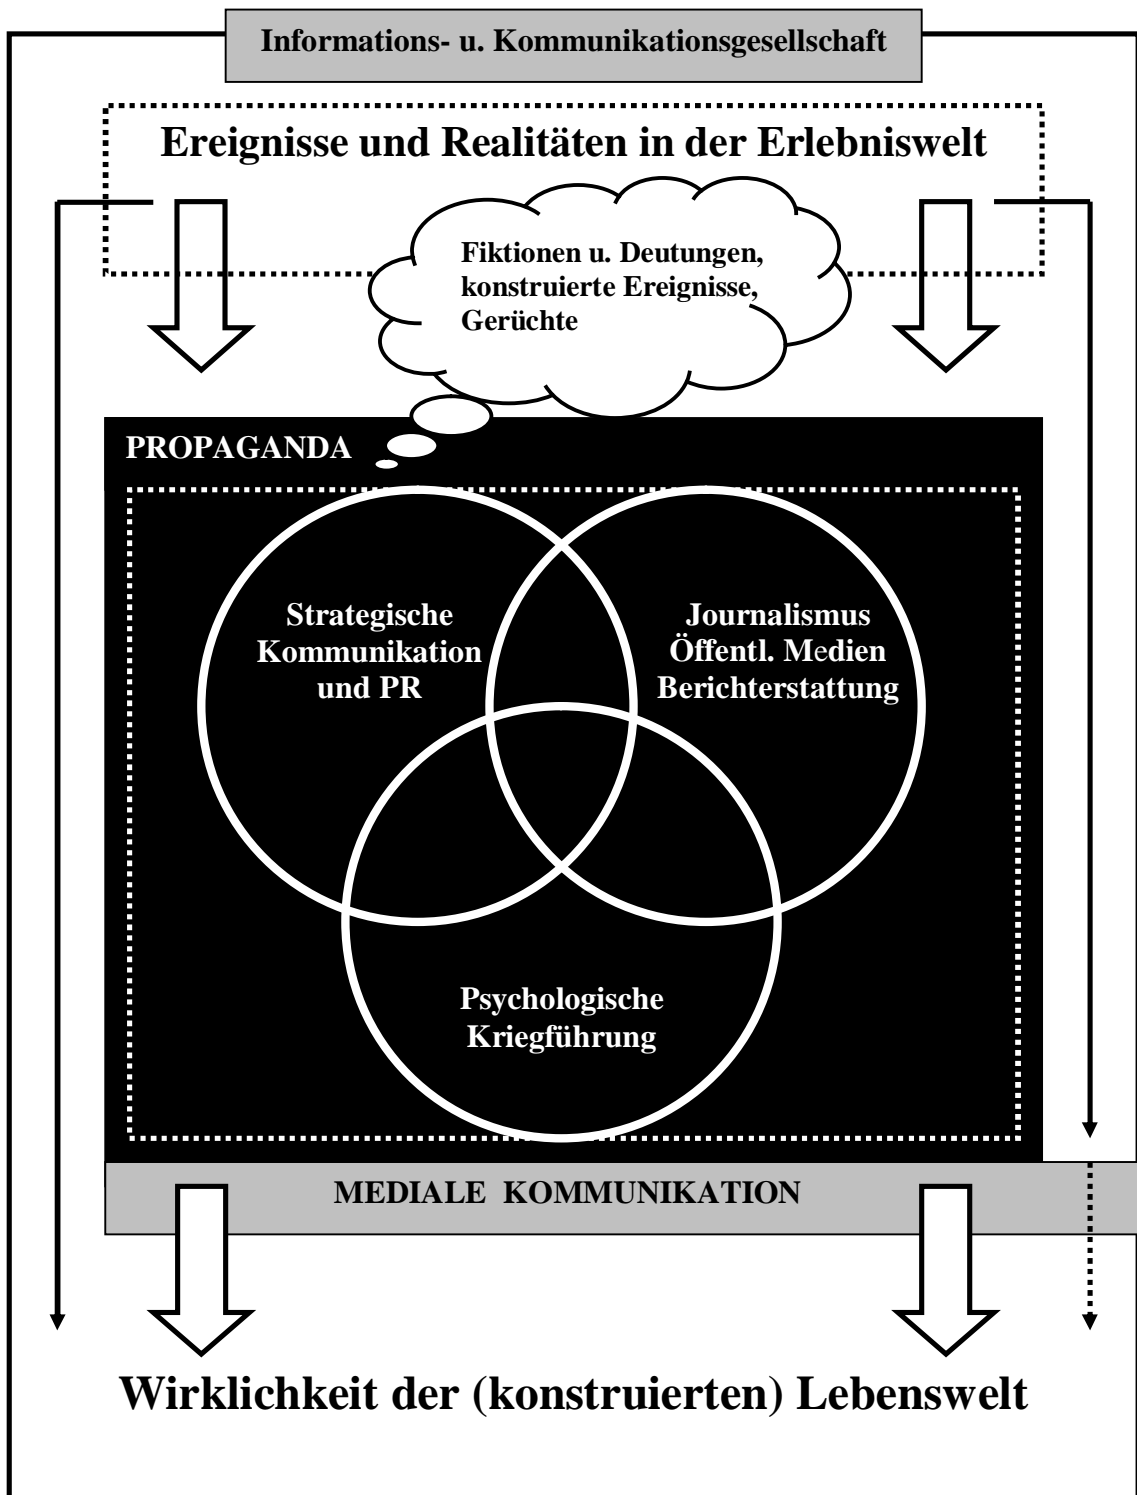 Informations- u. Kommunikationsgesellschaft
Ereignisse und Realitäten in der Erlebniswelt
Fiktionen u. Deutungen,
konstruierte Ereignisse,
Gerüchte
PROPAGANDA
Strategische
Kommunikation
und PR
Journalismus
Öffentl. Medien
Berichterstattung
Psychologische
Kriegführung
MEDIALE KOMMUNIKATION
Wirklichkeit der (konstruierten) Lebenswelt